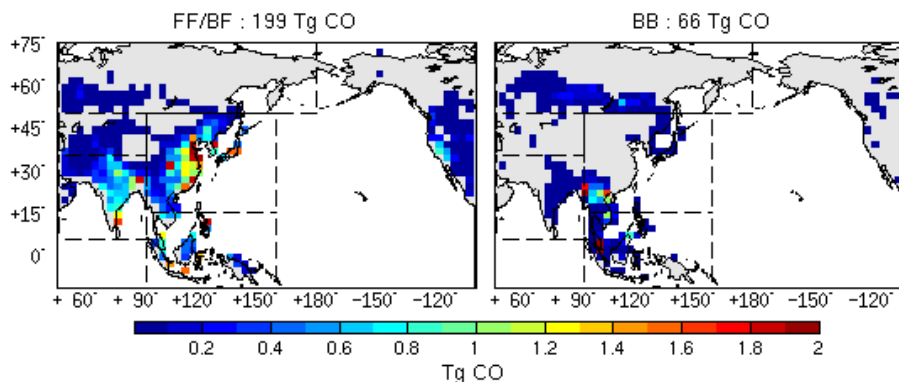 FF/BF : 199 Tg CO
BB : 66 Tg CO
+75-
+60-
+45-
+30-
+15-
0-
+ 60- + 90 +120- +150- -150- -120-
+ 60- + 90 +120- +150- -150- -120-
0.2 0.4 0.6 0.8 1 1.2 1.4 1.6 1.8 2
Tg CO